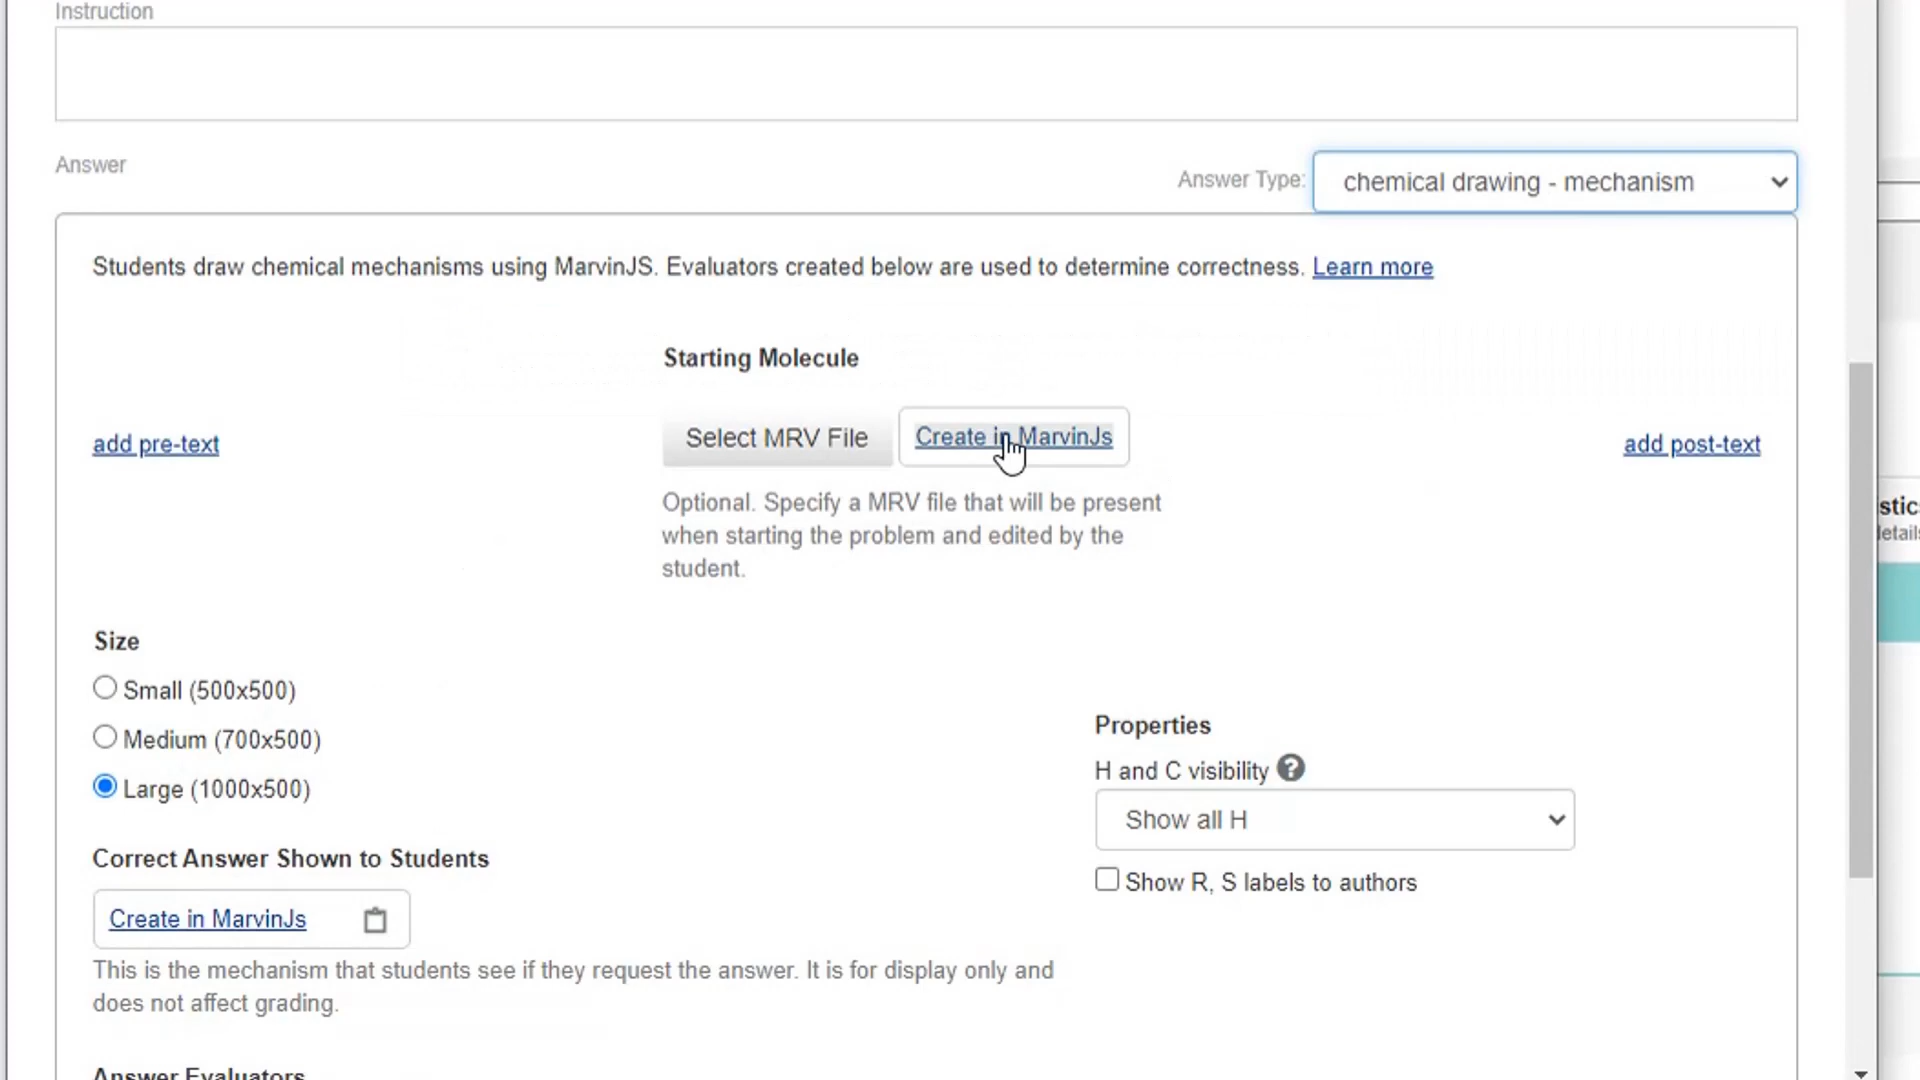 Instruction
Answer
Answer Type:
chemical drawing - mechanism
Students draw chemical mechanisms using MarvinJS. Evaluators created below are used to determine correctness. Learn more
Starting Molecule
add pre-text
Select MRV File
Create in MarvinJs
add post-text
Optional. Specify a MRV file that will be present
when starting the problem and edited by the
student.
Size
Small (500x500)
Medium (700x500)
Large (1000x500)
Properties
H and C visibility ?
Show all H
Show R, S labels to authors
Correct Answer Shown to Students
Create in MarvinJs
This is the mechanism that students see if they request the answer. It is for display only and
does not affect grading.
Answer Evaluators
stic
details